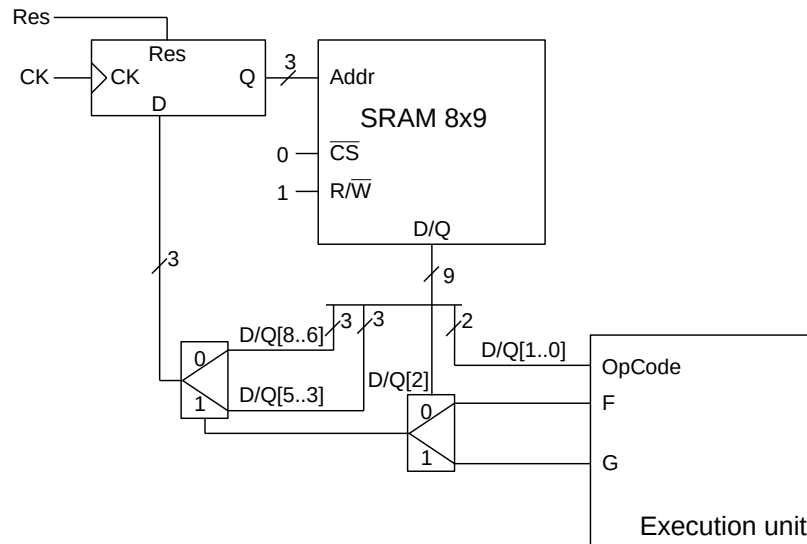 Res
Res
CK
CK
Q
3
Addr
D
SRAM 8x9
0
C̅S̅
1
R/W̅
D/Q
3
9
D/Q[8..6]
3
3
2
0
D/Q[1..0]
OpCode
D/Q[5..3]
D/Q[2]
1
0
F
1
G
Execution unit